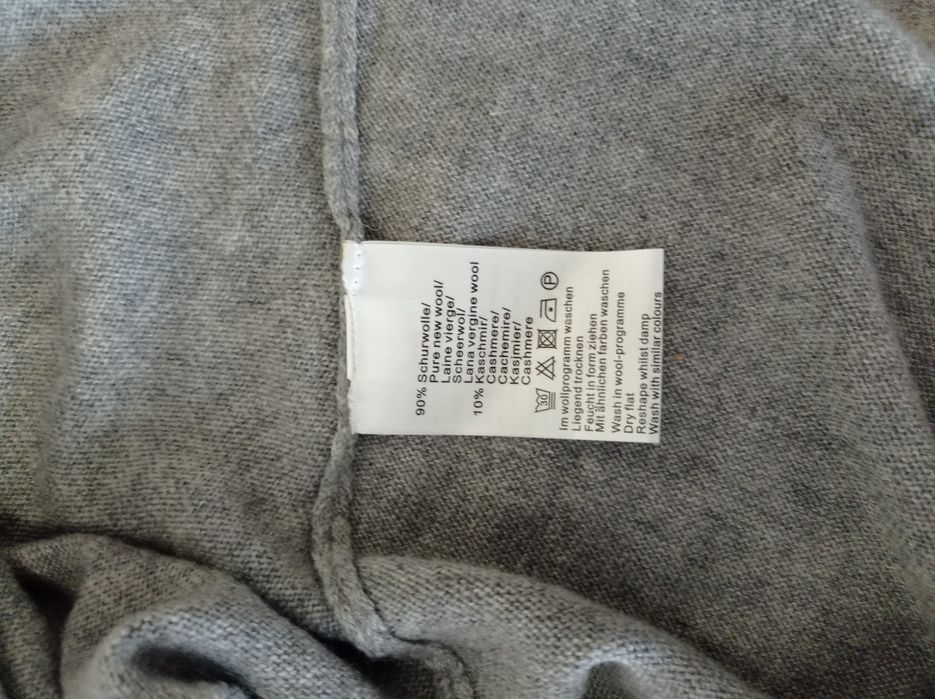 90% Schurwolle/
Pure new wool/
Laine vierge/
Scheerwol/
Lana vergine wool
10% Kaschmir/
Cashmere/
Cachemire/
Kasjmier/
Cashmere
30 P
Im wollprogramm waschen
Liegend trocknen
Feucht in form ziehen
Mit ähnlichen farben waschen
Wash in wool-programme
Dry flat
Reshape whilst damp
Wash with similar colours